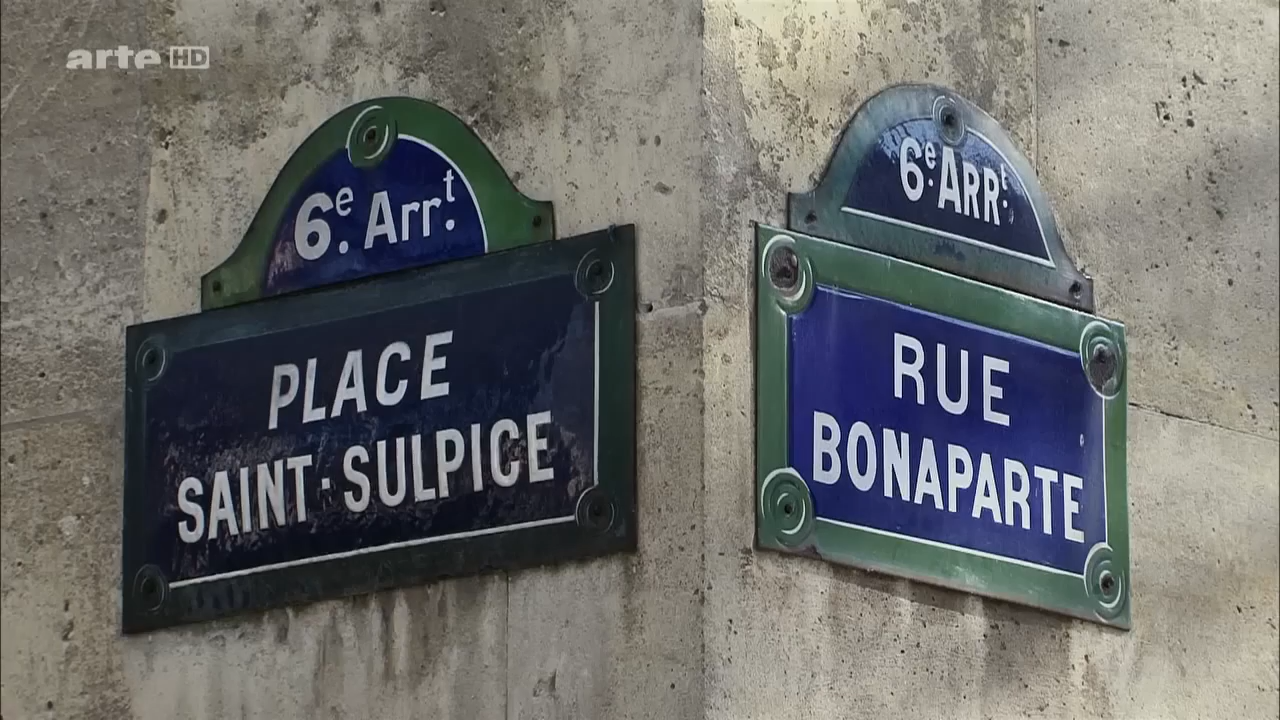 arte HD
6e. Arrt.
PLACE
SAINT·SULPICE
6e. ARRt.
RUE
BONAPARTE